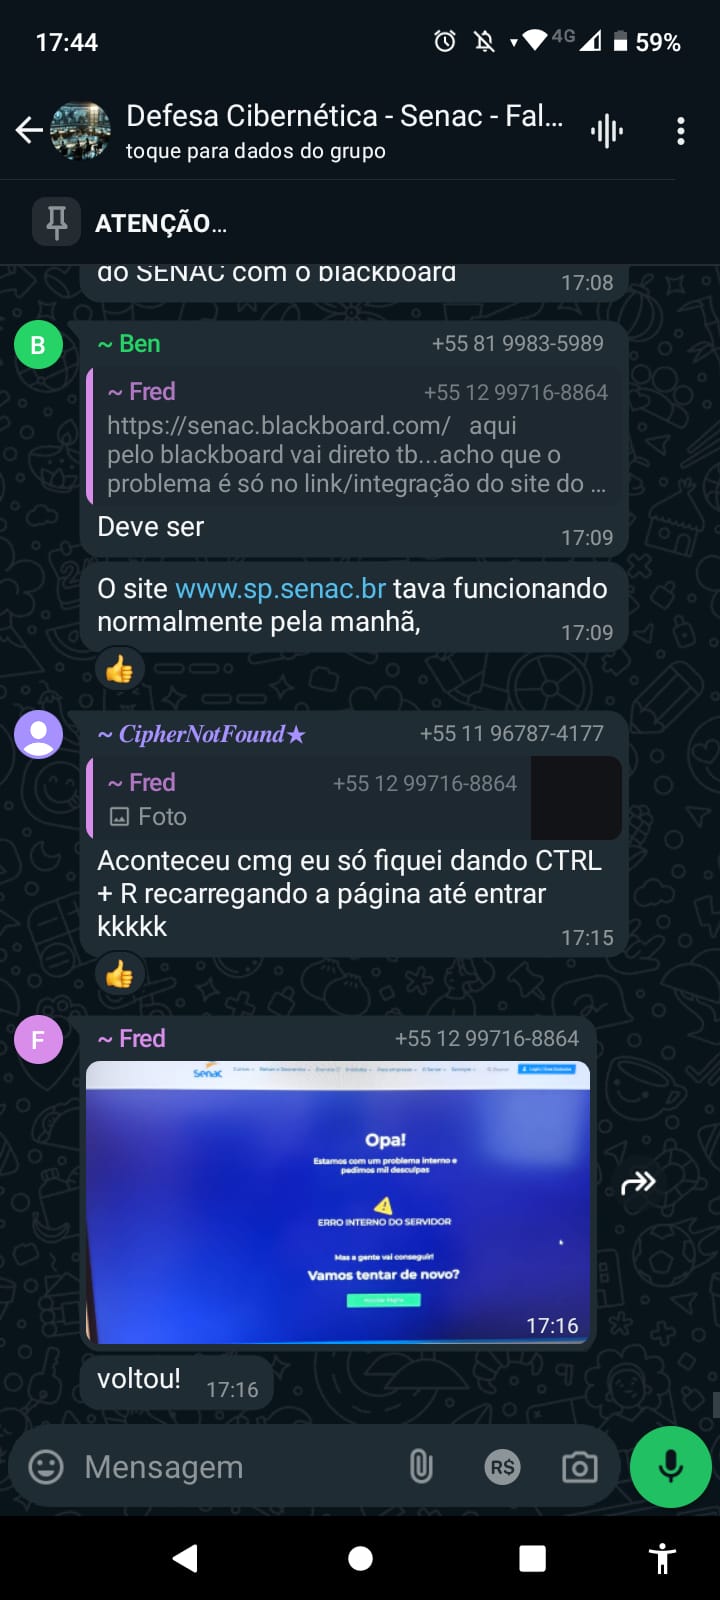 17:44
4G
59%
Defesa Cibernética - Senac - Fal...
toque para dados do grupo
ATENÇÃO...
do SENAC com o blackboard
17:08
B
~ Ben +55 81 9983-5989
~ Fred +55 12 99716-8864
https://senac.blackboard.com/ aqui
pelo blackboard vai direto tb...acho que o
problema é só no link/integração do site do ...
Deve ser
17:09
O site www.sp.senac.br tava funcionando
normalmente pela manhã,
17:09
~ CipherNotFound★ +55 11 96787-4177
~ Fred +55 12 99716-8864
Foto
Aconteceu cmg eu só fiquei dando CTRL
+ R recarregando a página até entrar
kkkkk
17:15
F
~ Fred +55 12 99716-8864
Senac
Opa!
Estamos com um problema interno e
pedimos mil desculpas
ERRO INTERNO DO SERVIDOR
Mas a gente vai conseguir!
Vamos tentar de novo?
17:16
voltou!
17:16
Mensagem
R$